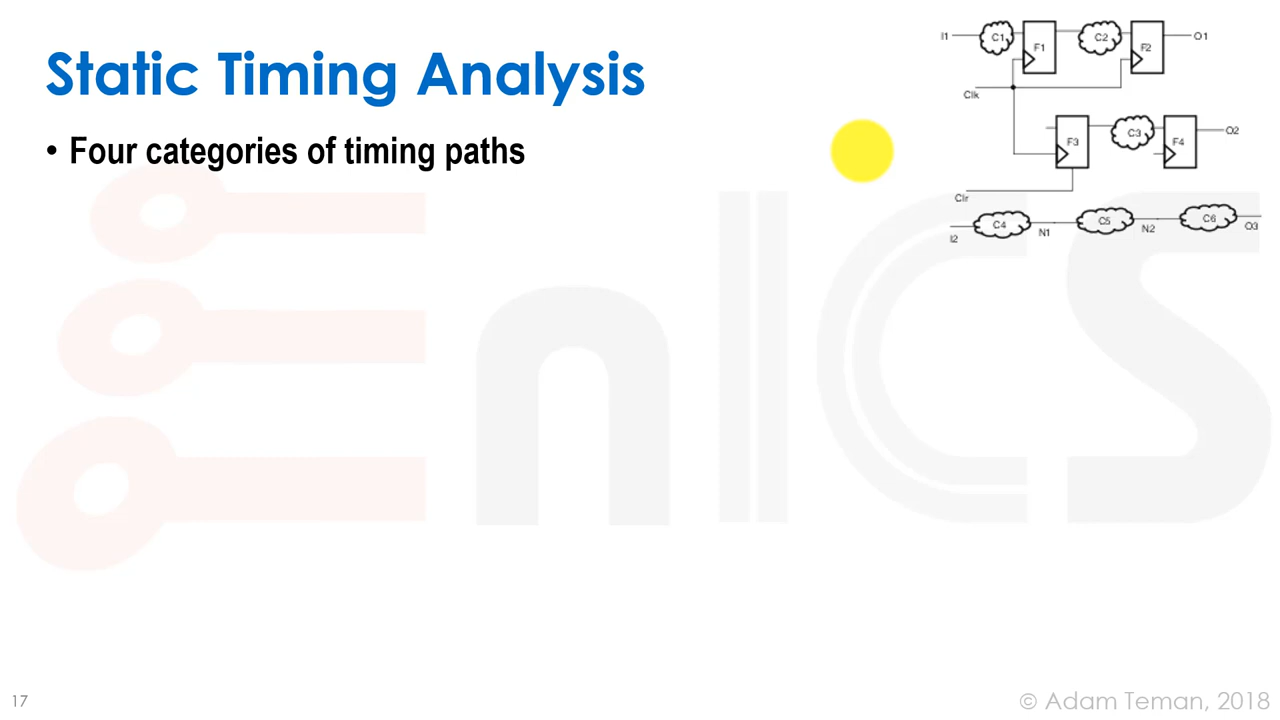 Static Timing Analysis
• Four categories of timing paths
I1 C1 F1 C2 F2 O1
Clk
F3 C3 F4 O2
Clr
I2 C4 N1 C5 N2 C6 O3
EnICS
17
© Adam Teman, 2018